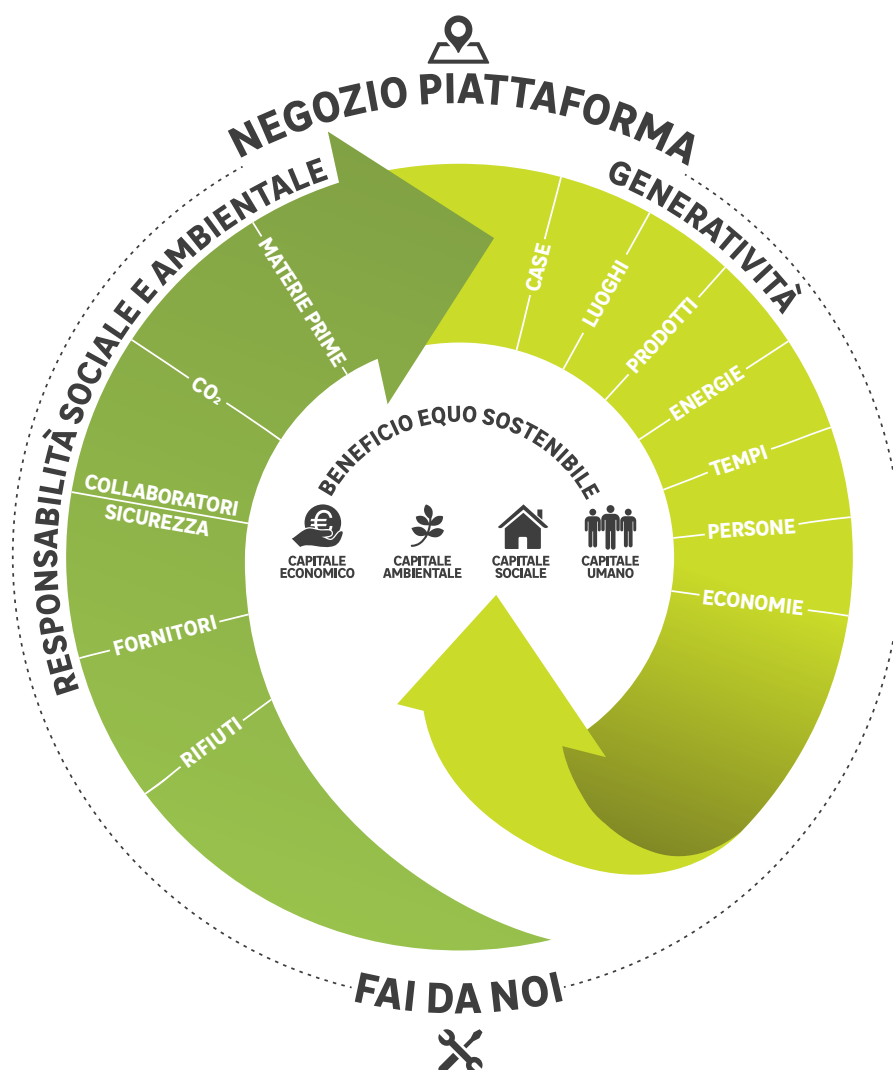 NEGOZIO PIATTAFORMA
RESPONSABILITÀ SOCIALE E AMBIENTALE
GENERATIVITÀ
MATERIE PRIME
CO₂
COLLABORATORI
SICUREZZA
FORNITORI
RIFIUTI
CASE
LUOGHI
PRODOTTI
ENERGIE
TEMPI
PERSONE
ECONOMIE
BENEFICIO EQUO SOSTENIBILE
€
CAPITALE
ECONOMICO
CAPITALE
AMBIENTALE
CAPITALE
SOCIALE
CAPITALE
UMANO
FAI DA NOI